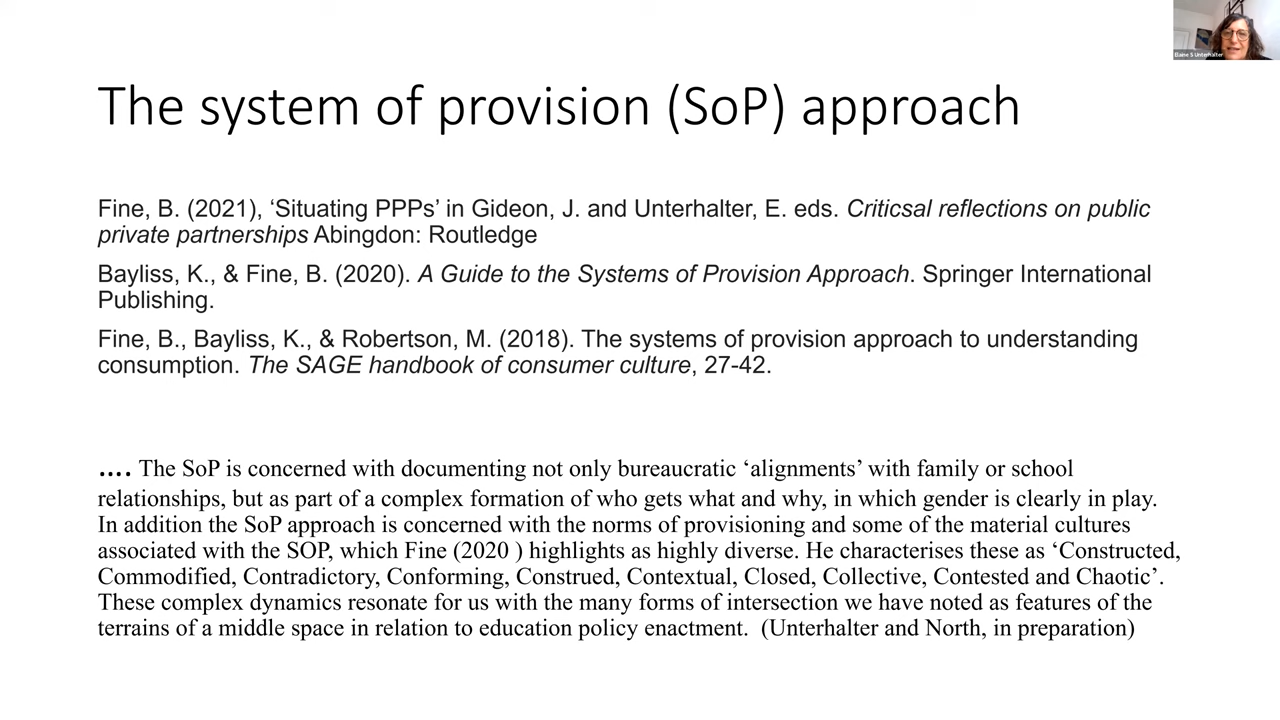 Elaine S Unterhalter
The system of provision (SoP) approach
Fine, B. (2021), ‘Situating PPPs’ in Gideon, J. and Unterhalter, E. eds. Criticsal reflections on public
private partnerships Abingdon: Routledge
Bayliss, K., & Fine, B. (2020). A Guide to the Systems of Provision Approach. Springer International
Publishing.
Fine, B., Bayliss, K., & Robertson, M. (2018). The systems of provision approach to understanding
consumption. The SAGE handbook of consumer culture, 27-42.
…. The SoP is concerned with documenting not only bureaucratic ‘alignments’ with family or school
relationships, but as part of a complex formation of who gets what and why, in which gender is clearly in play.
In addition the SoP approach is concerned with the norms of provisioning and some of the material cultures
associated with the SOP, which Fine (2020 ) highlights as highly diverse. He characterises these as ‘Constructed,
Commodified, Contradictory, Conforming, Construed, Contextual, Closed, Collective, Contested and Chaotic’.
These complex dynamics resonate for us with the many forms of intersection we have noted as features of the
terrains of a middle space in relation to education policy enactment.  (Unterhalter and North, in preparation)